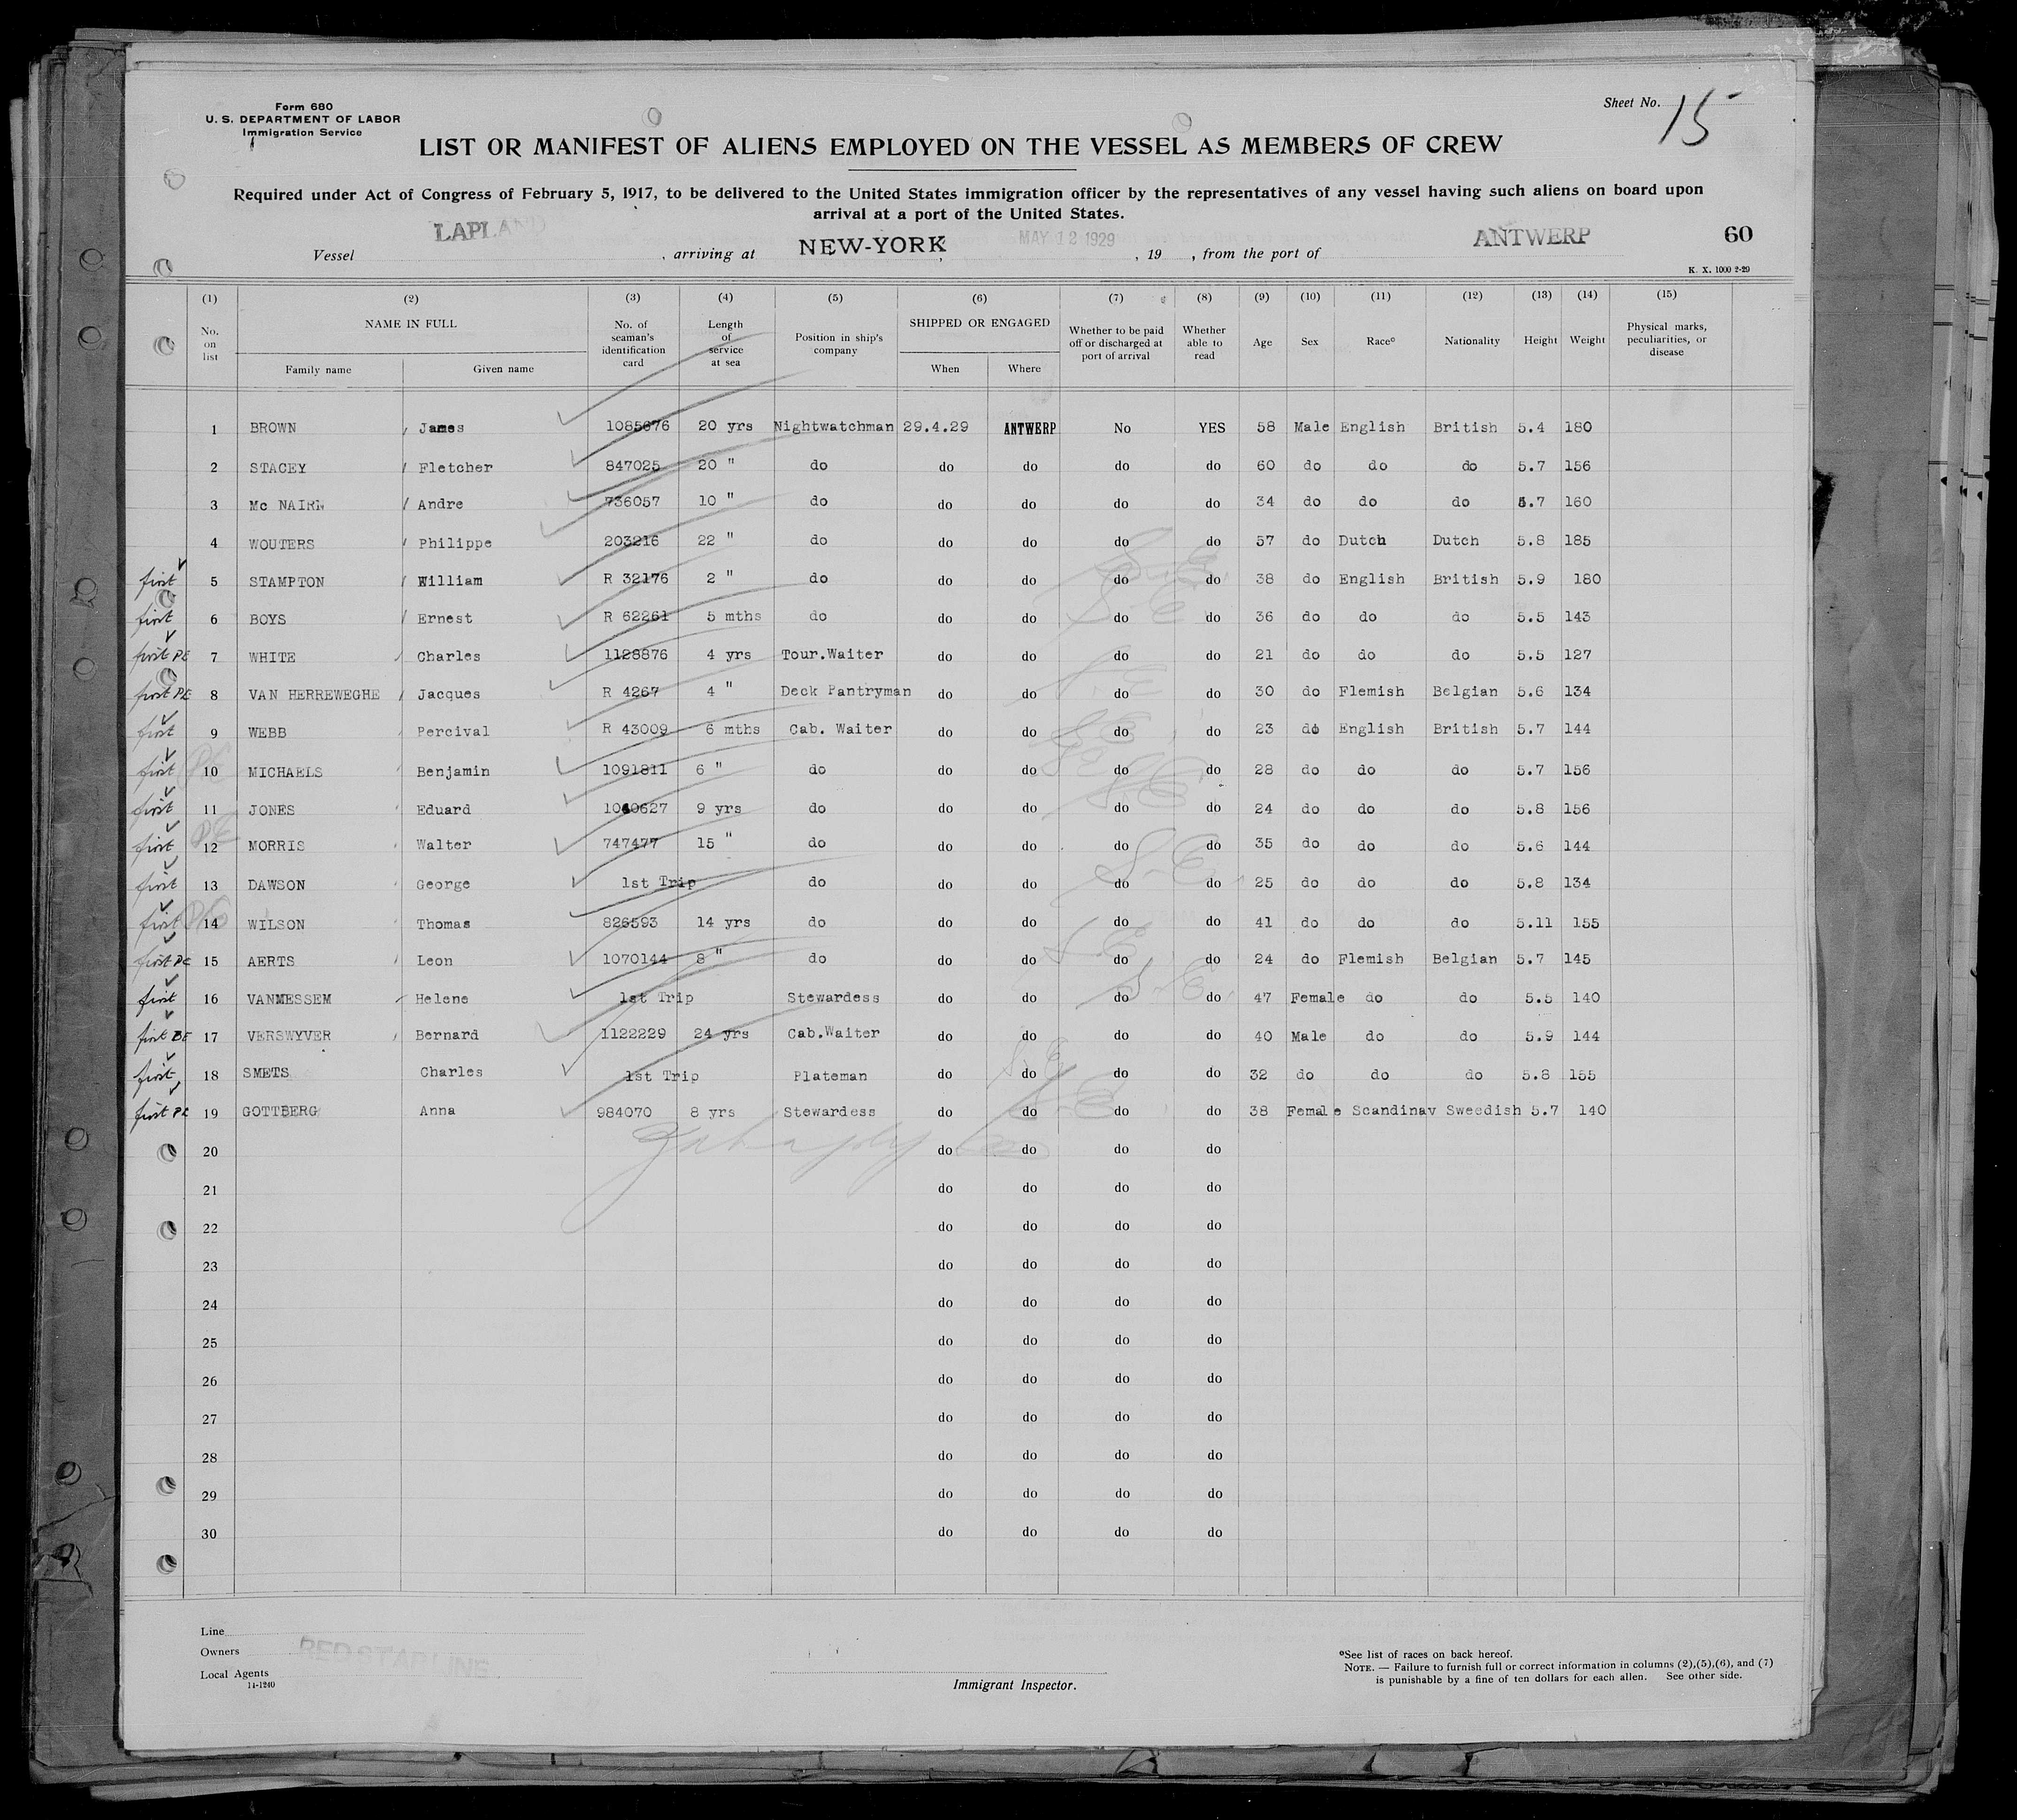 Form 680
U. S. DEPARTMENT OF LABOR
Immigration Service
Sheet No. 15
LIST OR MANIFEST OF ALIENS EMPLOYED ON THE VESSEL AS MEMBERS OF CREW
Required under Act of Congress of February 5, 1917, to be delivered to the United States immigration officer by the representatives of any vessel having such aliens on board upon
arrival at a port of the United States.
Vessel LAPLAND , arriving at NEW-YORK MAY 12 1929 , 19 , from the port of ANTWERP 60
K. X. 1000 2-29
(1) (2) (3) (4) (5) (6) (7) (8) (9) (10) (11) (12) (13) (14) (15)
No. on list NAME IN FULL Family name Given name No. of seaman's identification card Length of service at sea Position in ship's company SHIPPED OR ENGAGED When Where Whether to be paid off or discharged at port of arrival Whether able to read Age Sex Race° Nationality Height Weight Physical marks, peculiarities, or disease
1 BROWN James 1085676 20 yrs Nightwatchman 29.4.29 ANTWERP No YES 58 Male English British 5.4 180
2 STACEY Fletcher 847025 20 " do do do do do 60 do do do 5.7 156
3 Mc NAIRN Andre 736057 10 " do do do do do 34 do do do 5.7 160
4 WOUTERS Philippe 203216 22 " do do do do do 57 do Dutch Dutch 5.8 185
first 5 STAMPTON William R 32176 2 " do do do do do 38 do English British 5.9 180
first 6 BOYS Ernest R 62261 5 mths do do do do do 36 do do do 5.5 143
first PE 7 WHITE Charles 1128876 4 yrs Tour.Waiter do do do do 21 do do do 5.5 127
first PE 8 VAN HERREWEGHE Jacques R 4267 4 " Deck Pantryman do do do do 30 do Flemish Belgian 5.6 134
first 9 WEBB Percival R 43009 6 mths Cab. Waiter do do do do 23 do English British 5.7 144
first 10 MICHAELS Benjamin 1091811 6 " do do do do do 28 do do do 5.7 156
first 11 JONES Eduard 1040627 9 yrs do do do do do 24 do do do 5.8 156
first 12 MORRIS Walter 747477 15 " do do do do do 35 do do do 5.6 144
first 13 DAWSON George 1st Trip do do do do do 25 do do do 5.8 134
first 14 WILSON Thomas 826593 14 yrs do do do do do 41 do do do 5.11 155
first PE 15 AERTS Leon 1070144 8 " do do do do do 24 do Flemish Belgian 5.7 145
first 16 VANMESSEM Helene 1st Trip Stewardess do do do do 47 Female do do 5.5 140
first PE 17 VERSWYVER Bernard 1122229 24 yrs Cab.Waiter do do do do 40 Male do do 5.9 144
first 18 SMETS Charles 1st Trip Plateman do do do do 32 do do do 5.8 155
first PE 19 GOTTBERG Anna 984070 8 yrs Stewardess do do do do 38 Female Scandinav Sweedish 5.7 140
20 do do do do
21 do do do do
22 do do do do
23 do do do do
24 do do do do
25 do do do do
26 do do do do
27 do do do do
28 do do do do
29 do do do do
30 do do do do
Line
Owners RED STAR LINE
Local Agents
14-1240
Immigrant Inspector.
°See list of races on back hereof.
NOTE. — Failure to furnish full or correct information in columns (2),(5),(6), and (7)
is punishable by a fine of ten dollars for each alien. See other side.